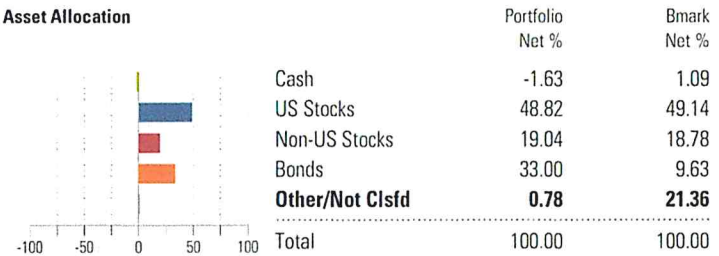 Asset Allocation Portfolio Bmark
Net % Net %
Cash -1.63 1.09
US Stocks 48.82 49.14
Non-US Stocks 19.04 18.78
Bonds 33.00 9.63
Other/Not Clsfd 0.78 21.36
-100 -50 0 50 100 Total 100.00 100.00